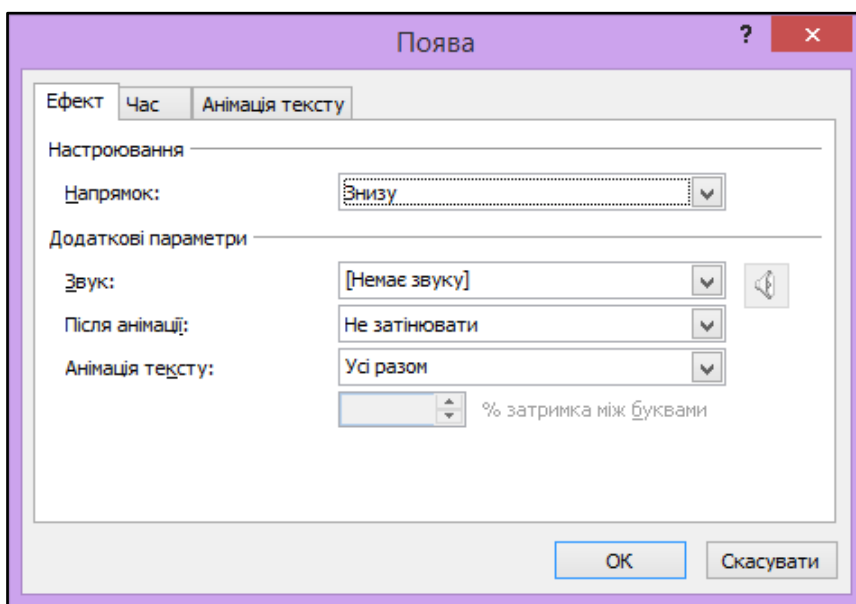 Поява
?
Ефект Час Анімація тексту
Настроювання
Напрямок: Знизу
Додаткові параметри
Звук: [Немає звуку]
Після анімації: Не затінювати
Анімація тексту: Усі разом
% затримка між буквами
ОК Скасувати